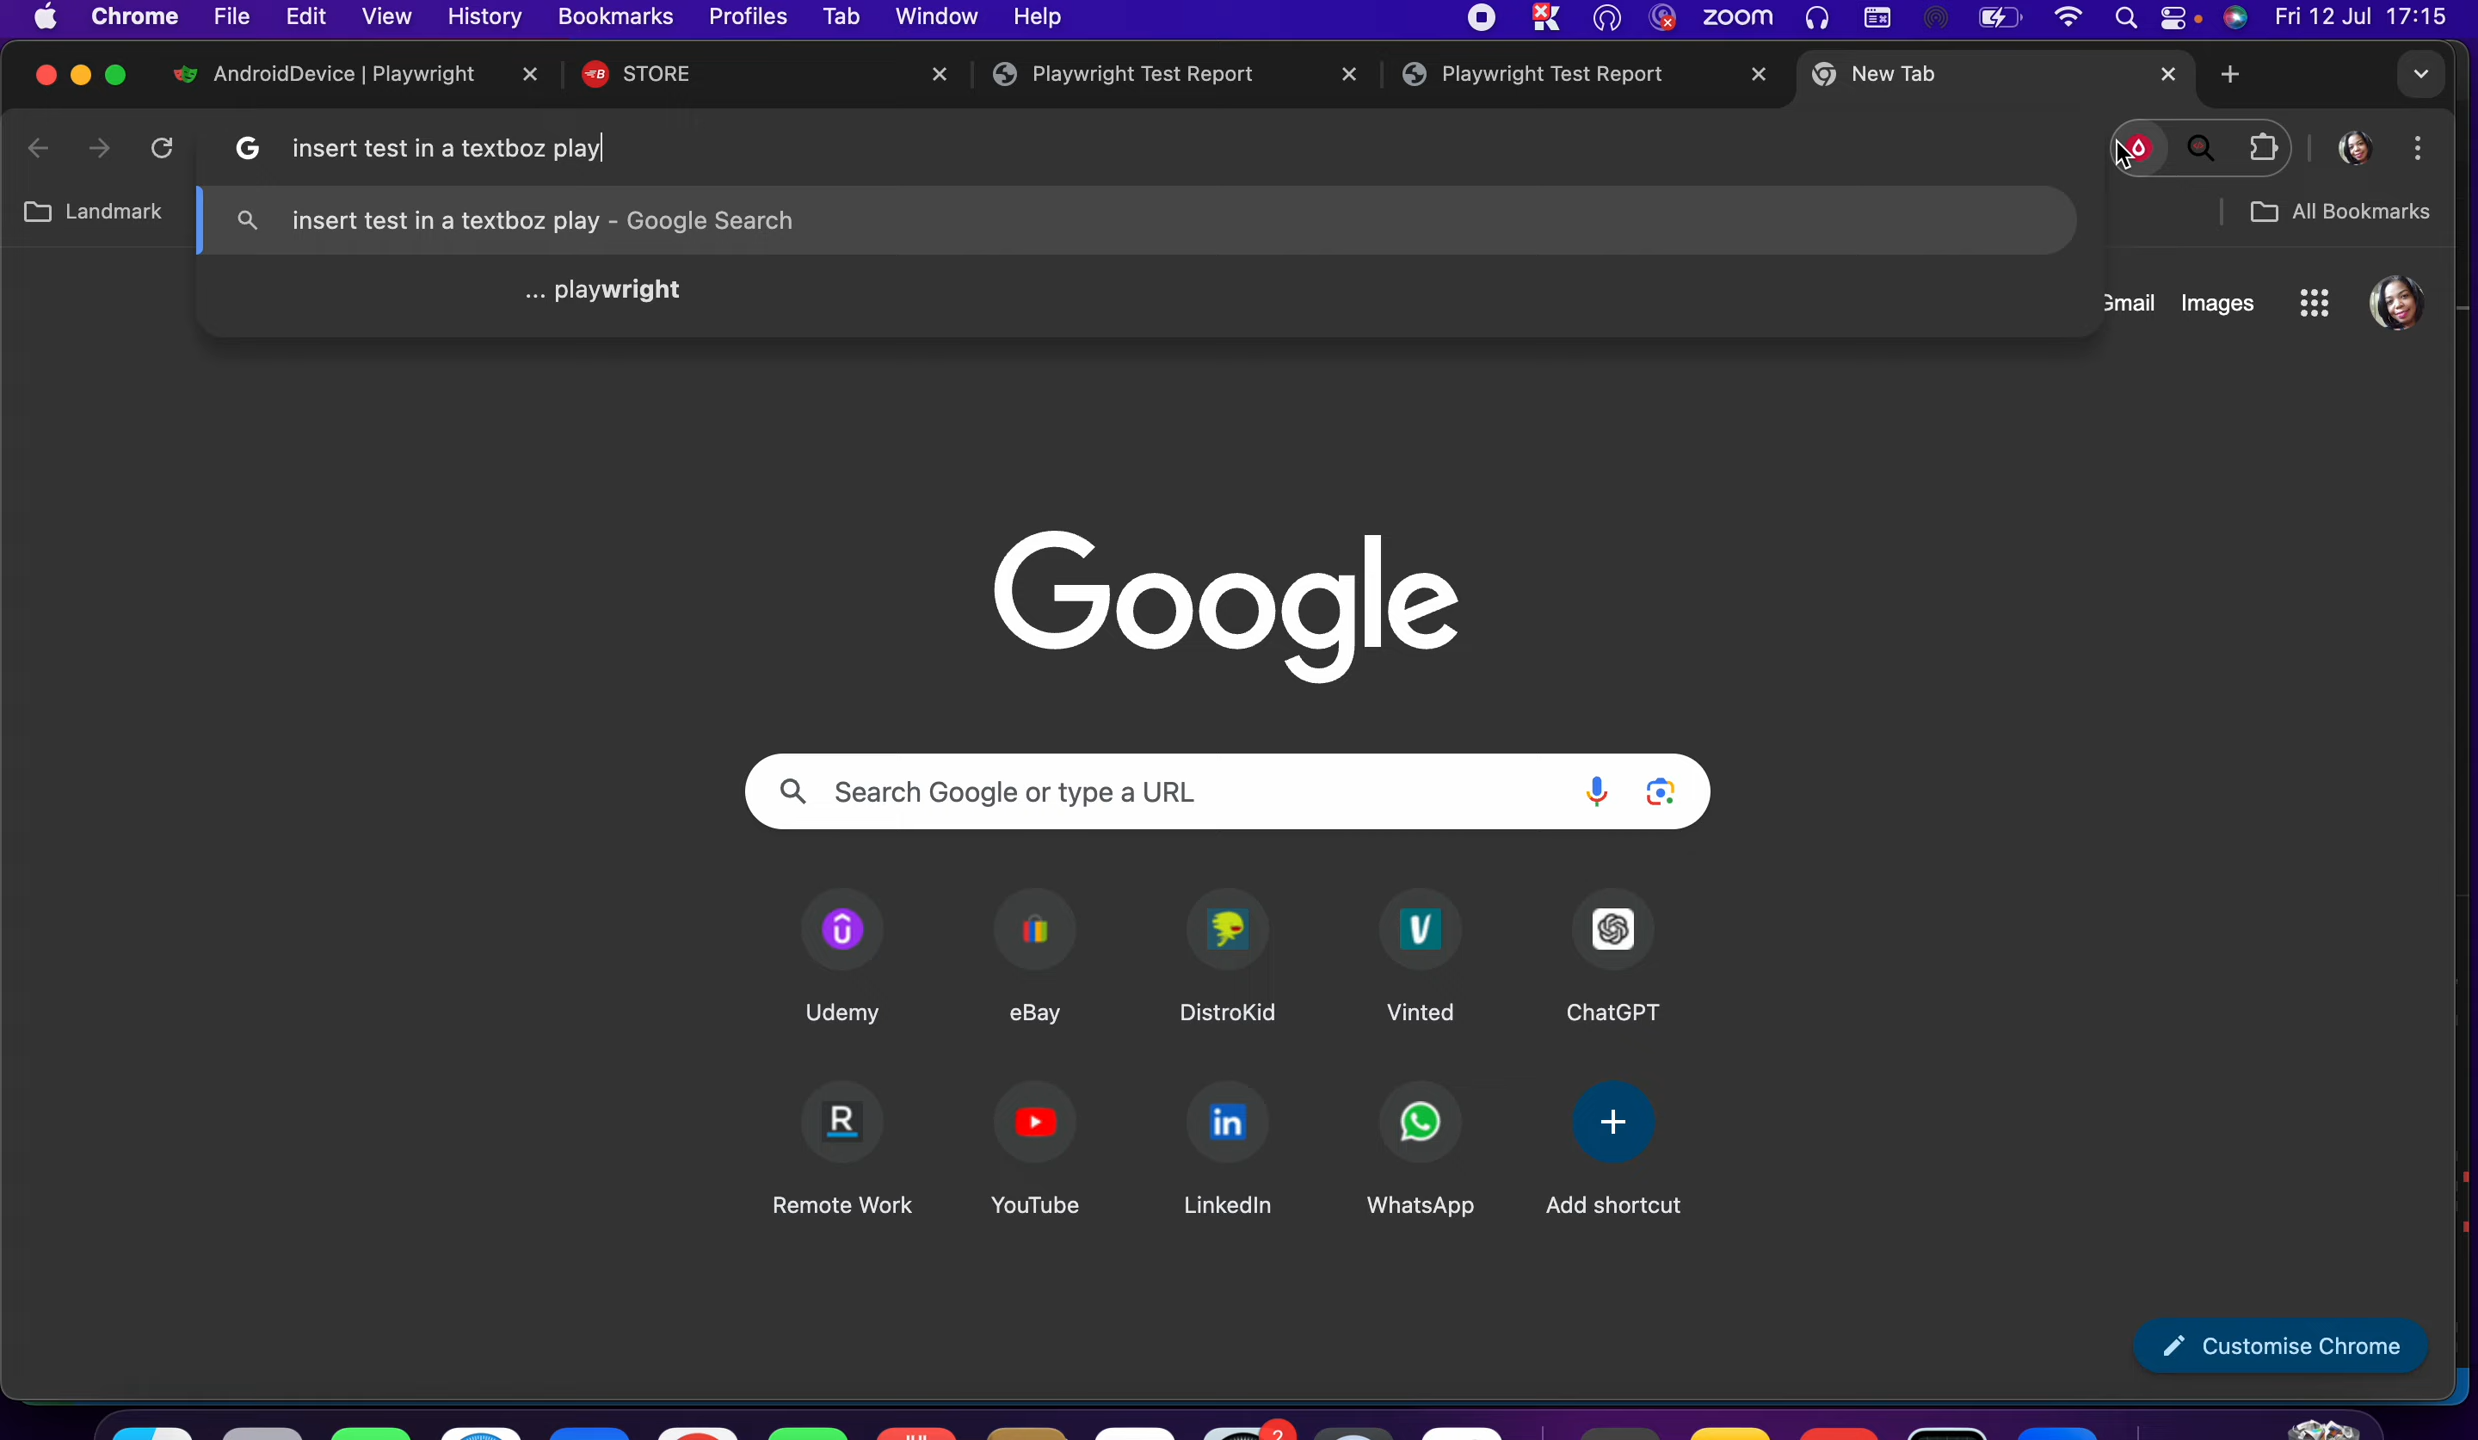 Chrome File Edit View History Bookmarks Profiles Tab Window Help zoom Fri 12 Jul 17:15
AndroidDevice | Playwright STORE Playwright Test Report Playwright Test Report New Tab
insert test in a textboz play
Landmark All Bookmarks
insert test in a textboz play - Google Search
... playwright
Gmail Images
Google
Search Google or type a URL
Udemy eBay DistroKid Vinted ChatGPT
Remote Work YouTube LinkedIn WhatsApp Add shortcut
Customise Chrome
2